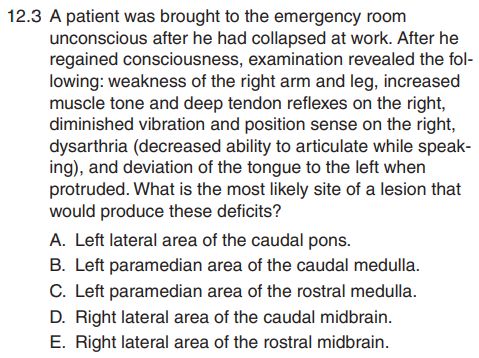 12.3 A patient was brought to the emergency room
unconscious after he had collapsed at work. After he
regained consciousness, examination revealed the fol-
lowing: weakness of the right arm and leg, increased
muscle tone and deep tendon reflexes on the right,
diminished vibration and position sense on the right,
dysarthria (decreased ability to articulate while speak-
ing), and deviation of the tongue to the left when
protruded. What is the most likely site of a lesion that
would produce these deficits?
A. Left lateral area of the caudal pons.
B. Left paramedian area of the caudal medulla.
C. Left paramedian area of the rostral medulla.
D. Right lateral area of the caudal midbrain.
E. Right lateral area of the rostral midbrain.